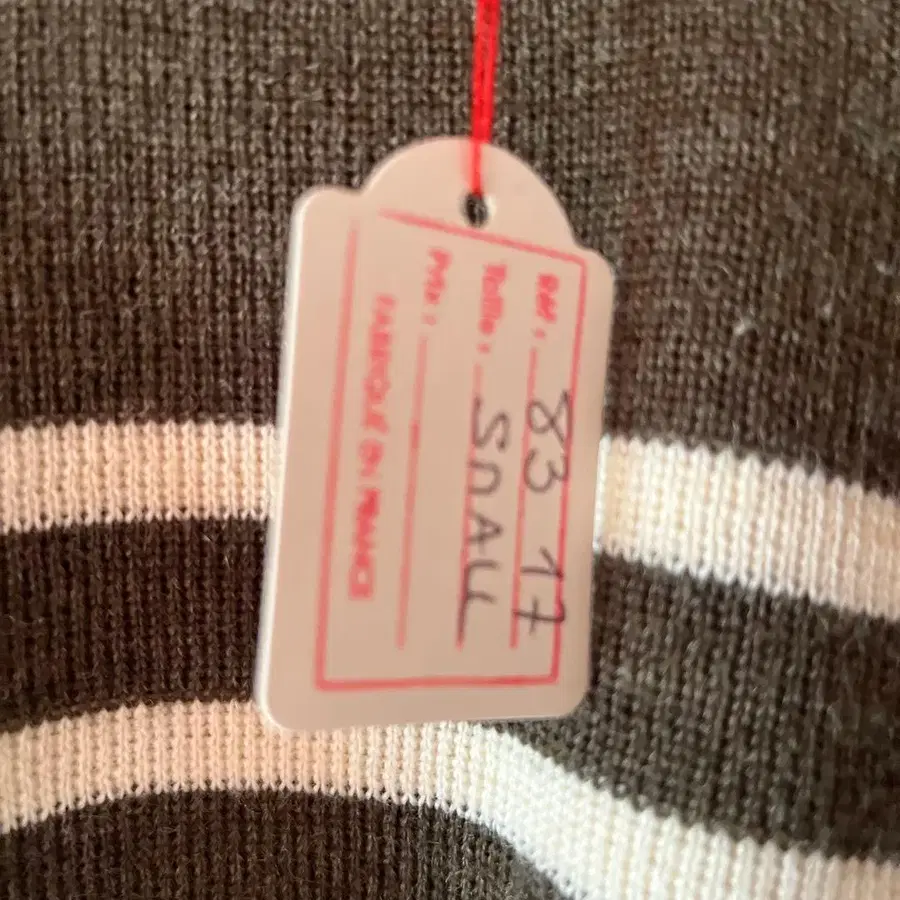 Réf : 83 17
Taille : SMALL
Prix :
FABRIQUÉ EN FRANCE